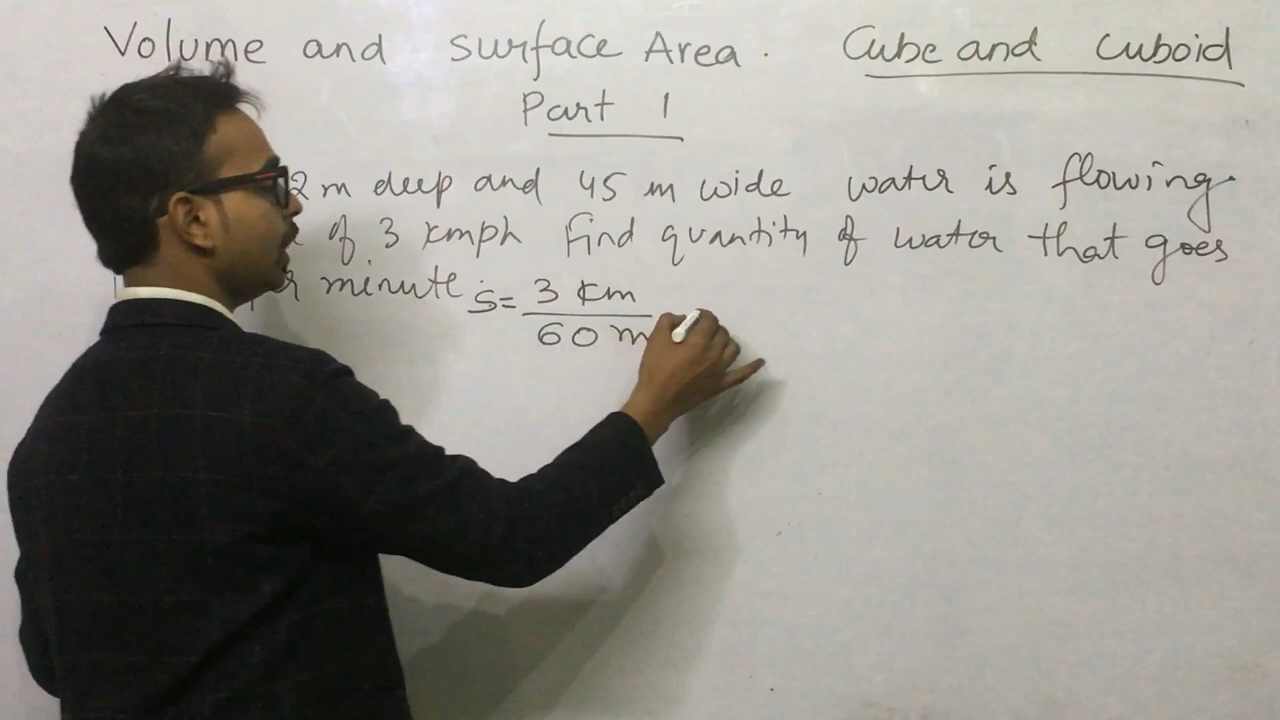 Volume and surface Area. Cube and cuboid
Part 1
2 m deep and 45 m wide water is flowing.
of 3 kmph find quantity of water that goes
minute
S = 3 km
60 m